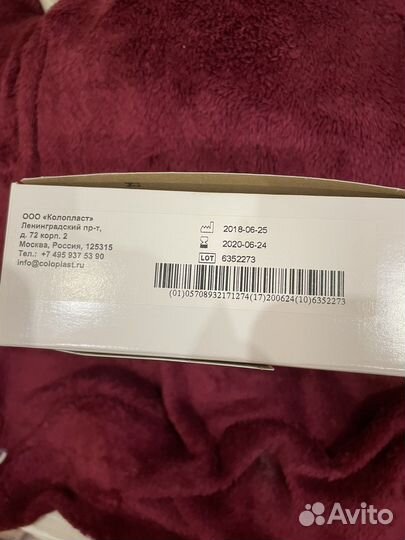 ООО «Колопласт»
Ленинградский пр-т,
д. 72 корп. 2
Москва, Россия, 125315
Тел.: +7 495 937 53 90
info@coloplast.ru
2018-06-25
2020-06-24
LOT 6352273
(01)05708932171274(17)200624(10)6352273
Avito